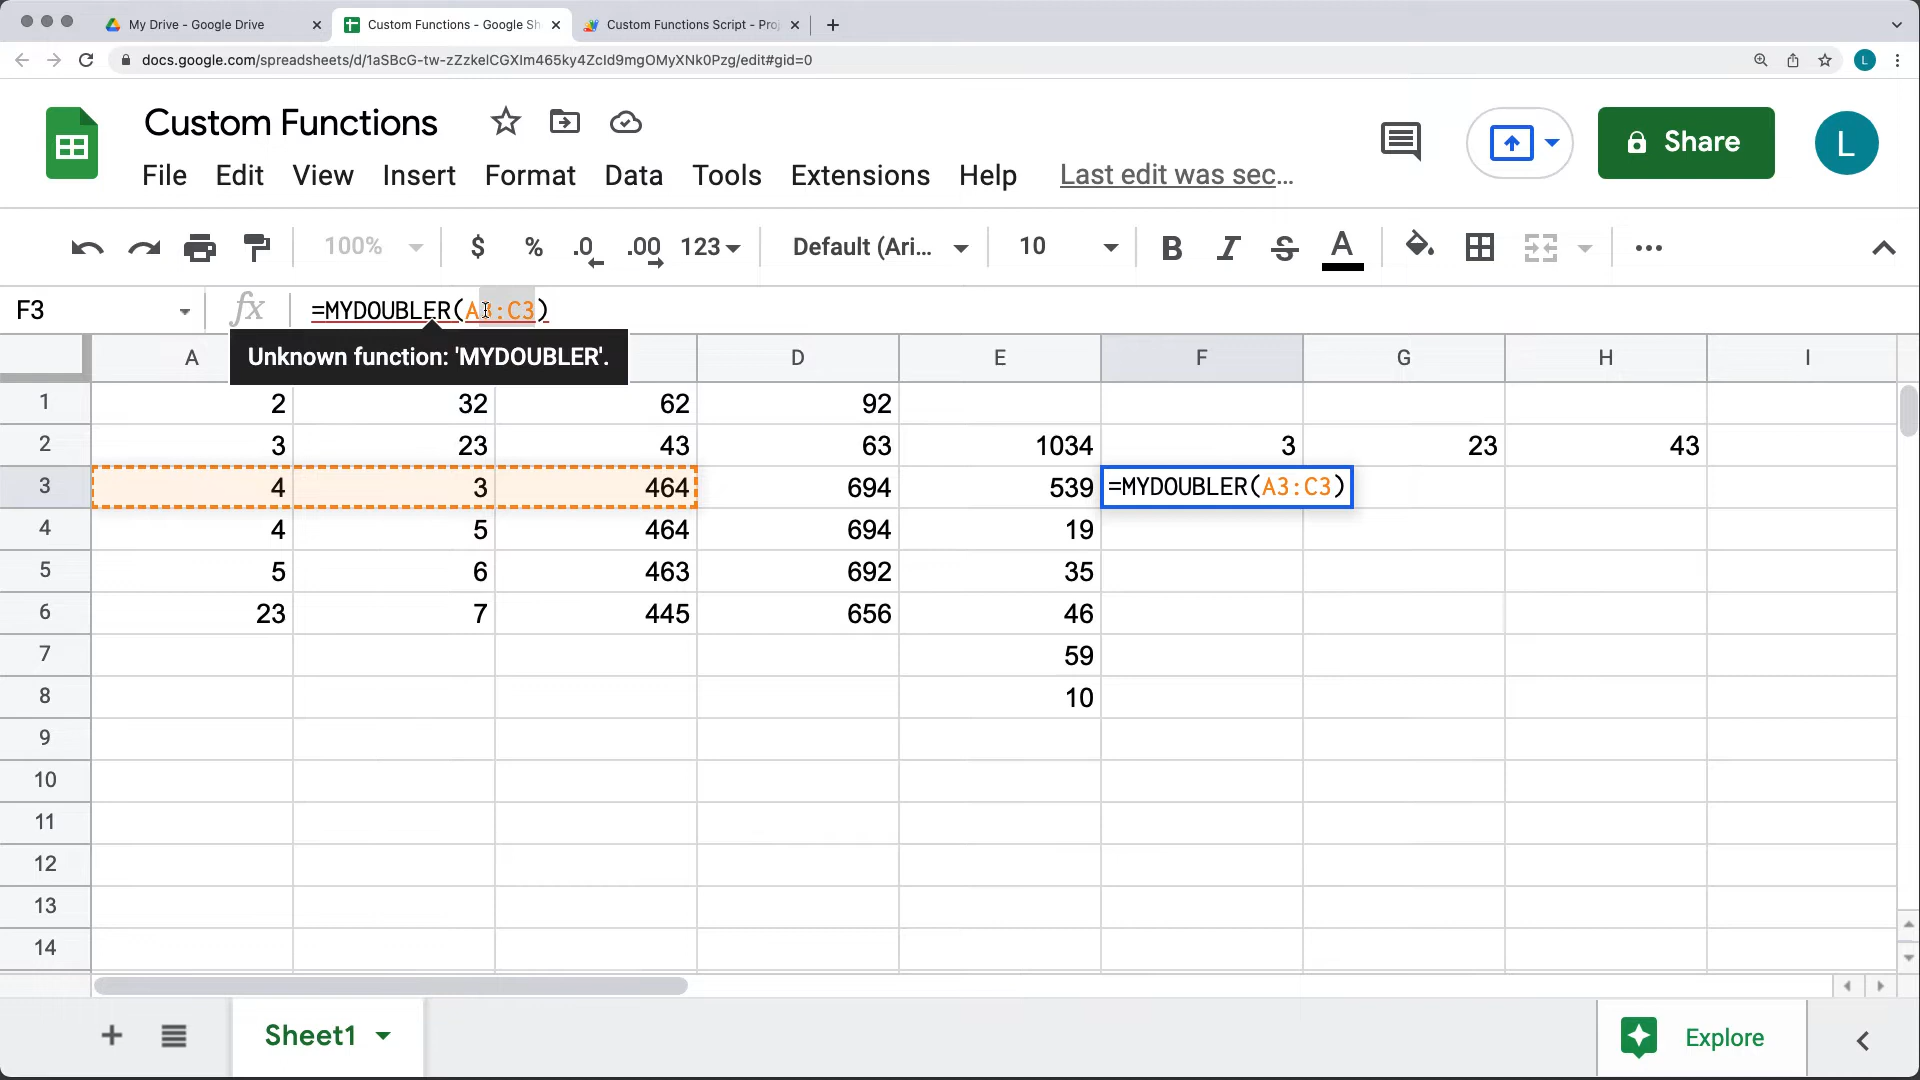 My Drive - Google Drive
Custom Functions - Google Sh
Custom Functions Script - Pro
docs.google.com/spreadsheets/d/1aSBcG-tw-zZzkelCGXIm465ky4ZcId9mgOMyXNk0Pzg/edit#gid=0
L
Custom Functions
Share
L
File Edit View Insert Format Data Tools Extensions Help Last edit was sec...
100% $ % .0 .00 123 Default (Ari... 10 B I S A
F3 fx =MYDOUBLER(A3:C3)
Unknown function: 'MYDOUBLER'.
A D E F G H I
1 2 32 62 92
2 3 23 43 63 1034 3 23 43
3 4 3 464 694 539 =MYDOUBLER(A3:C3)
4 4 5 464 694 19
5 5 6 463 692 35
6 23 7 445 656 46
7 59
8 10
9
10
11
12
13
14
Sheet1
Explore